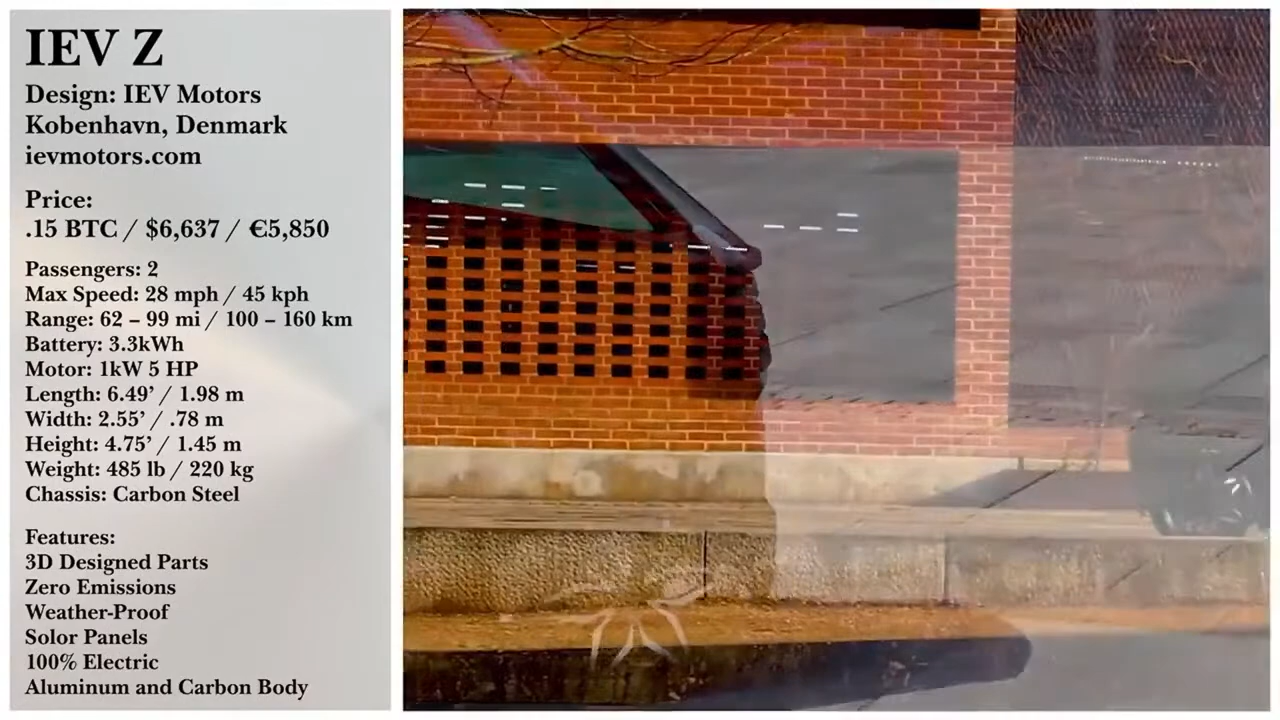 IEV Z
Design: IEV Motors
Kobenhavn, Denmark
ievmotors.com
Price:
.15 BTC / $6,637 / €5,850
Passengers: 2
Max Speed: 28 mph / 45 kph
Range: 62 – 99 mi / 100 – 160 km
Battery: 3.3kWh
Motor: 1kW 5 HP
Length: 6.49’ / 1.98 m
Width: 2.55’ / .78 m
Height: 4.75’ / 1.45 m
Weight: 485 lb / 220 kg
Chassis: Carbon Steel
Features:
3D Designed Parts
Zero Emissions
Weather-Proof
Solor Panels
100% Electric
Aluminum and Carbon Body